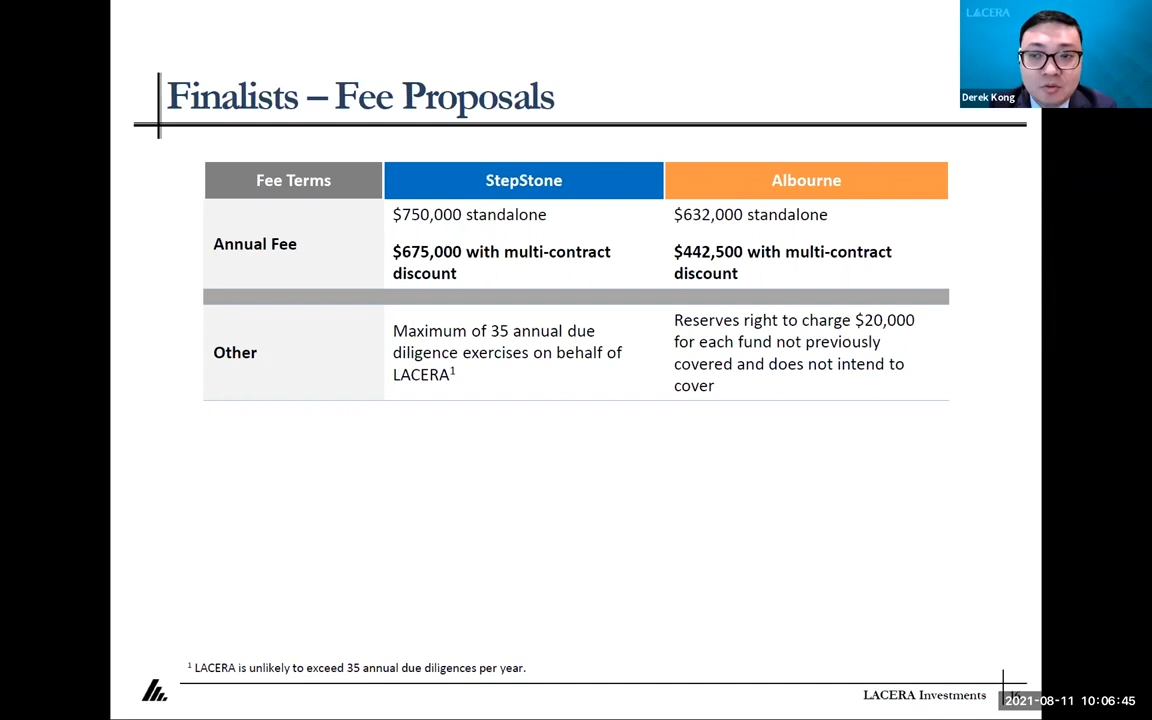 LACERA
Derek Kong
Finalists – Fee Proposals
Fee Terms
StepStone
Albourne
Annual Fee
$750,000 standalone
$675,000 with multi-contract
discount
$632,000 standalone
$442,500 with multi-contract
discount
Other
Maximum of 35 annual due
diligence exercises on behalf of
LACERA¹
Reserves right to charge $20,000
for each fund not previously
covered and does not intend to
cover
¹ LACERA is unlikely to exceed 35 annual due diligences per year.
LACERA Investments
2021-08-11 10:06:45